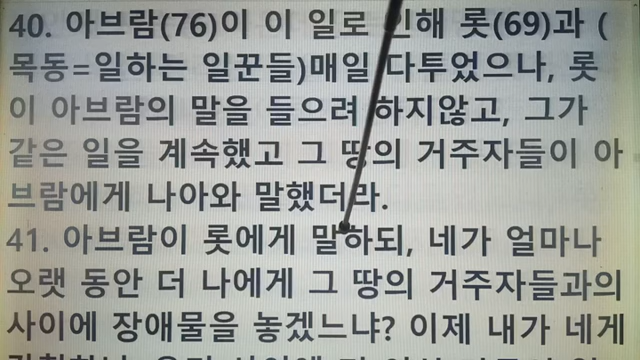 40. 아브람(76)이 이 일로 인해 롯(69)과 (
목동=일하는 일꾼들)매일 다투었으나, 롯
이 아브람의 말을 들으려 하지않고, 그가
같은 일을 계속했고 그 땅의 거주자들이 아
브람에게 나아와 말했더라.
41. 아브람이 롯에게 말하되, 네가 얼마나
오랫 동안 더 나에게 그 땅의 거주자들과의
사이에 장애물을 놓겠느냐? 이제 내가 네게